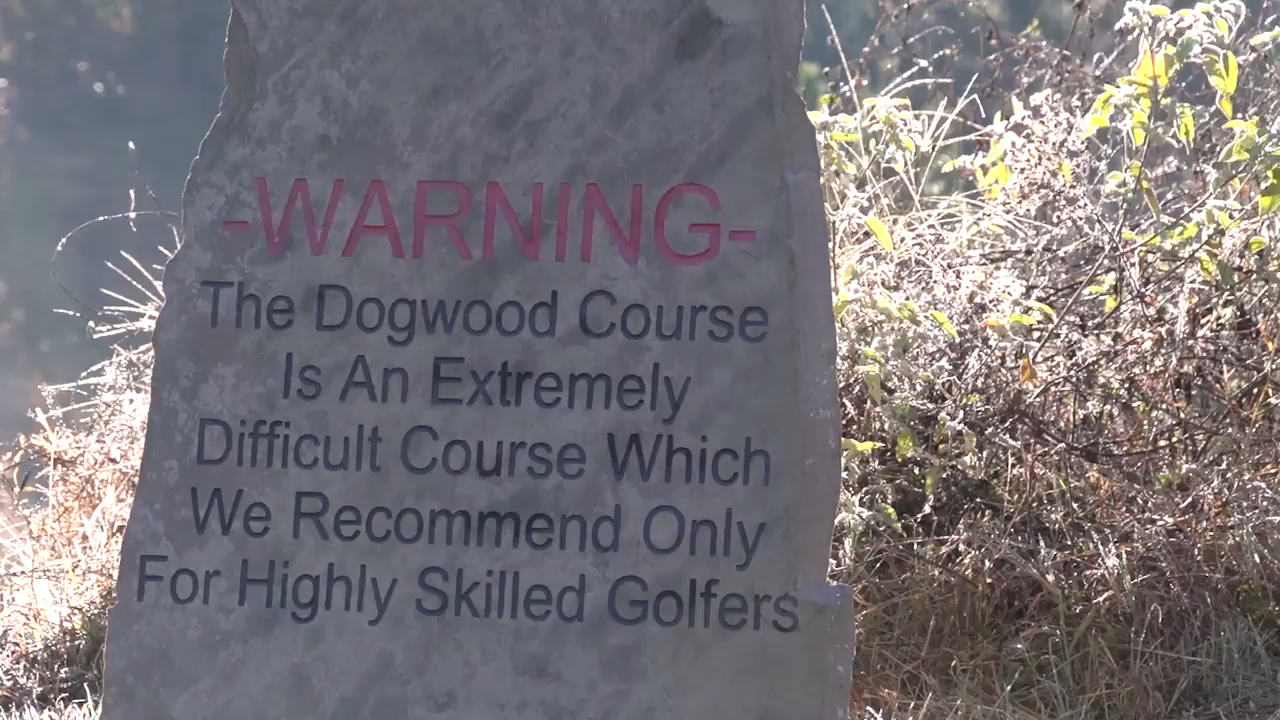 -WARNING-
The Dogwood Course
Is An Extremely
Difficult Course Which
We Recommend Only
For Highly Skilled Golfers